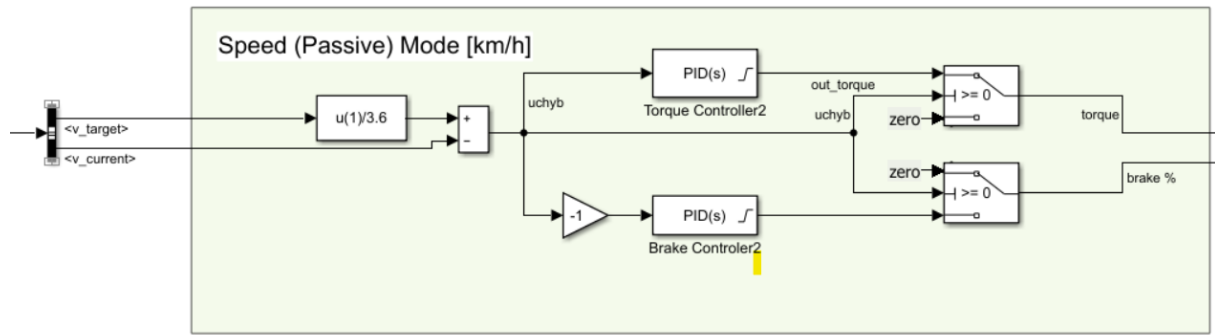 Speed (Passive) Mode [km/h]
<v_target>
<v_current>
u(1)/3.6
+
−
uchyb
PID(s)
Torque Controller2
out_torque
uchyb
zero
>= 0
torque
-1
PID(s)
Brake Controler2
zero
>= 0
brake %